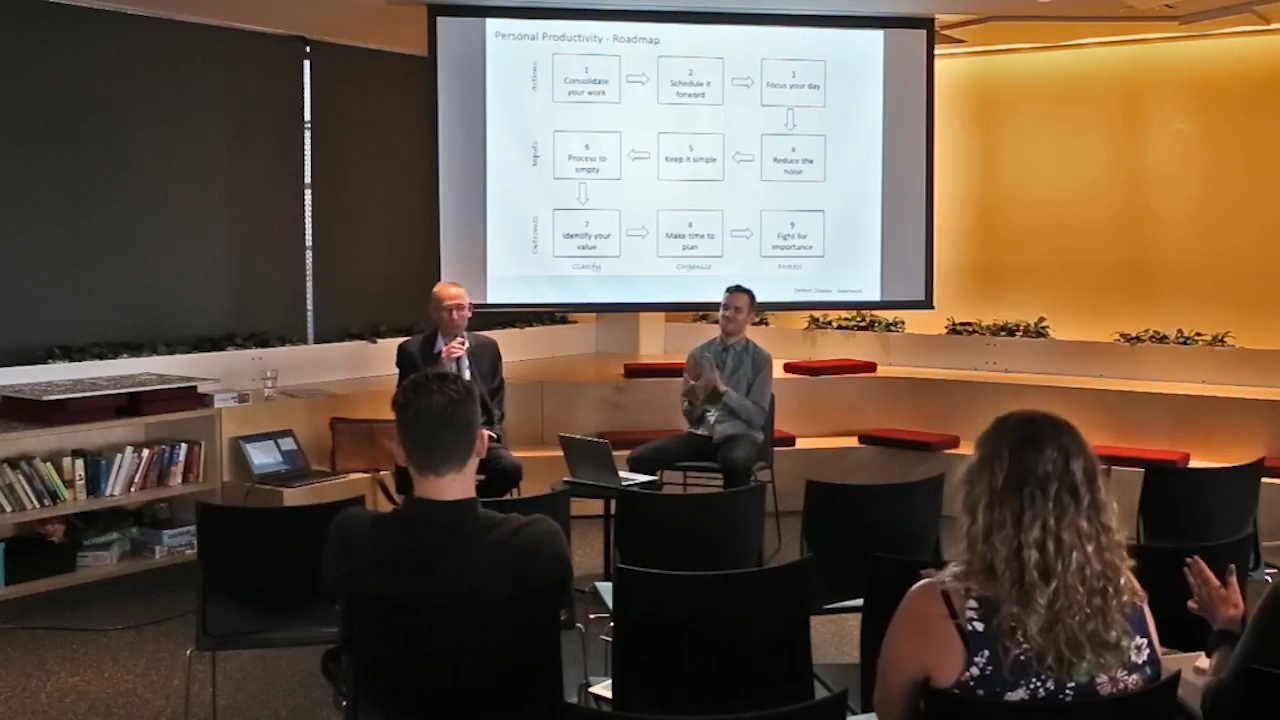 Personal Productivity - Roadmap
Actions
1
Consolidate
your work
2
Schedule it
forward
3
Focus your day
Inputs
6
Process to
empty
5
Keep it simple
4
Reduce the
noise
Outcomes
7
Identify your
value
8
Make time to
plan
9
Fight for
importance
Clarify
Organise